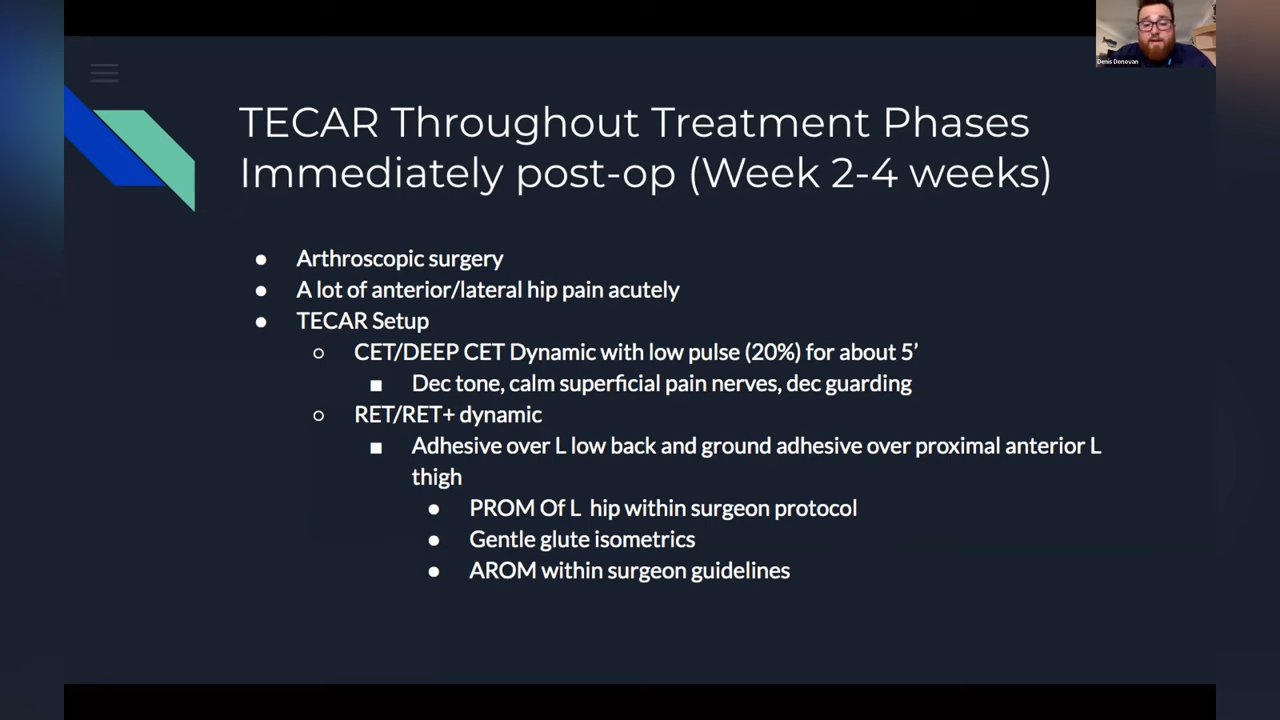 Denis Donovan
TECAR Throughout Treatment Phases
Immediately post-op (Week 2-4 weeks)
● Arthroscopic surgery
● A lot of anterior/lateral hip pain acutely
● TECAR Setup
○ CET/DEEP CET Dynamic with low pulse (20%) for about 5’
■ Dec tone, calm superficial pain nerves, dec guarding
○ RET/RET+ dynamic
■ Adhesive over L low back and ground adhesive over proximal anterior L
thigh
● PROM Of L hip within surgeon protocol
● Gentle glute isometrics
● AROM within surgeon guidelines